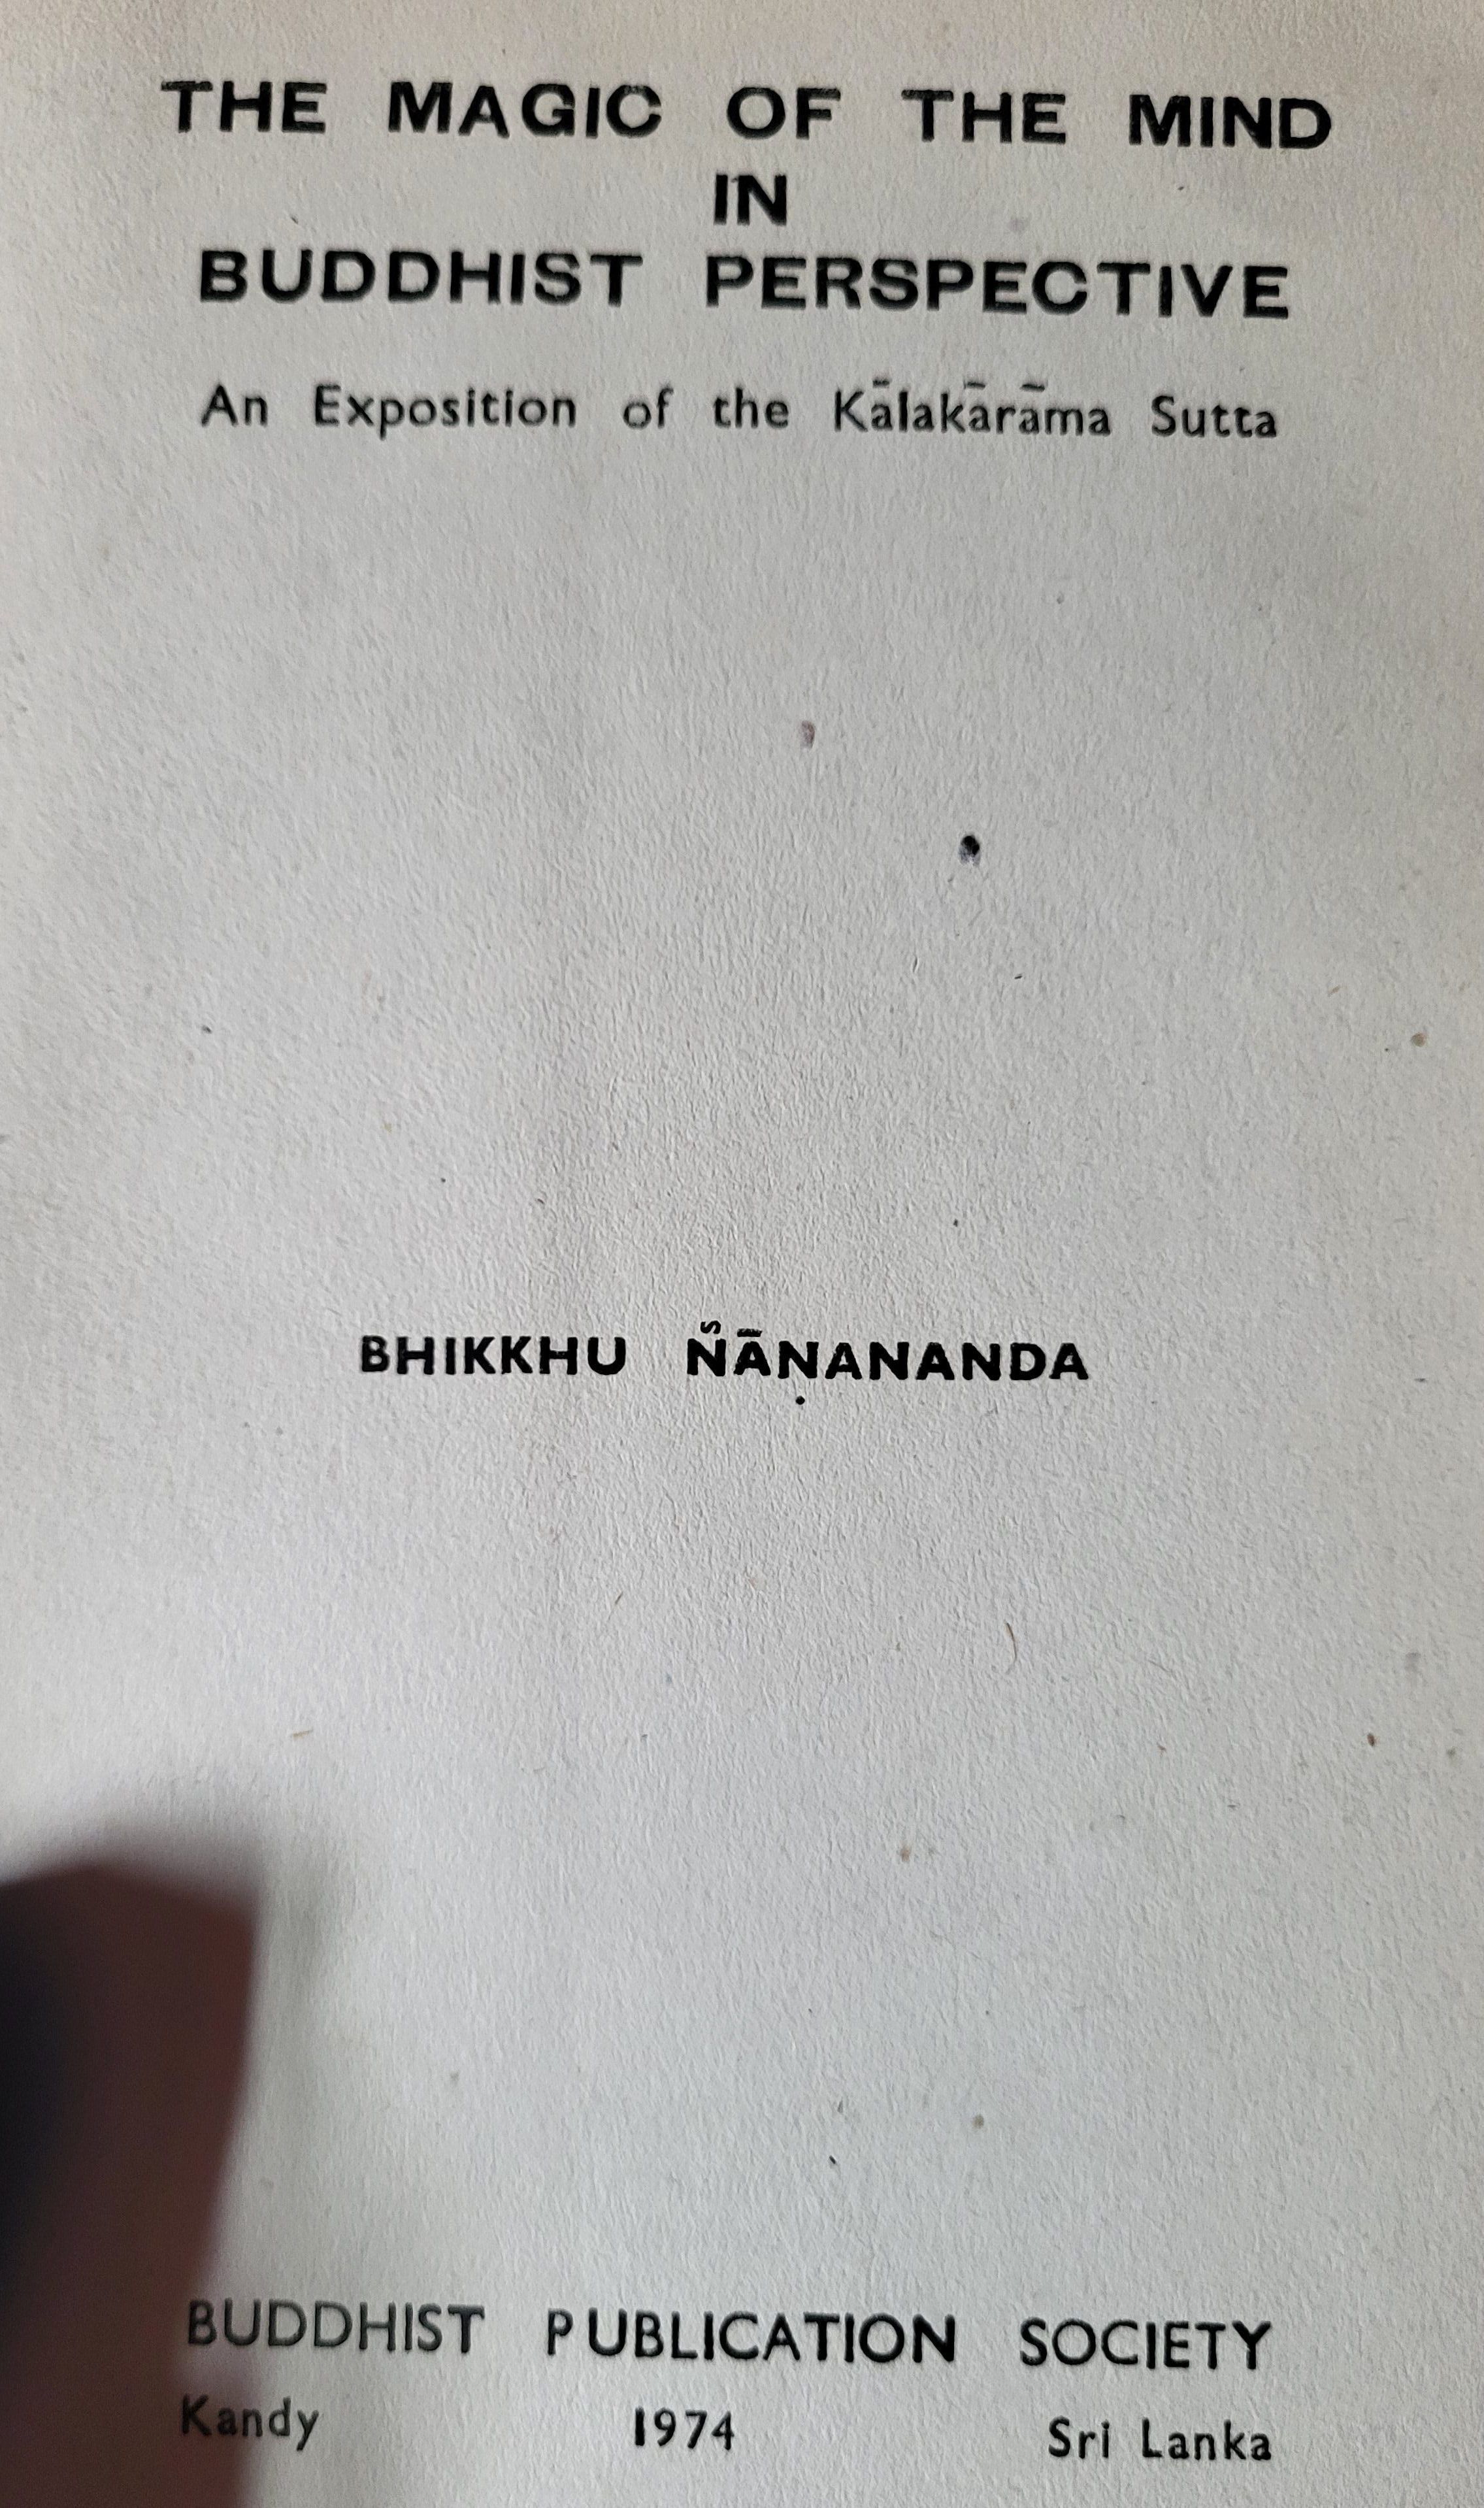 THE MAGIC OF THE MIND
IN
BUDDHIST PERSPECTIVE
An Exposition of the Kālakārāma Sutta
BHIKKHU ÑĀṆANANDA
BUDDHIST PUBLICATION SOCIETY
Kandy 1974 Sri Lanka